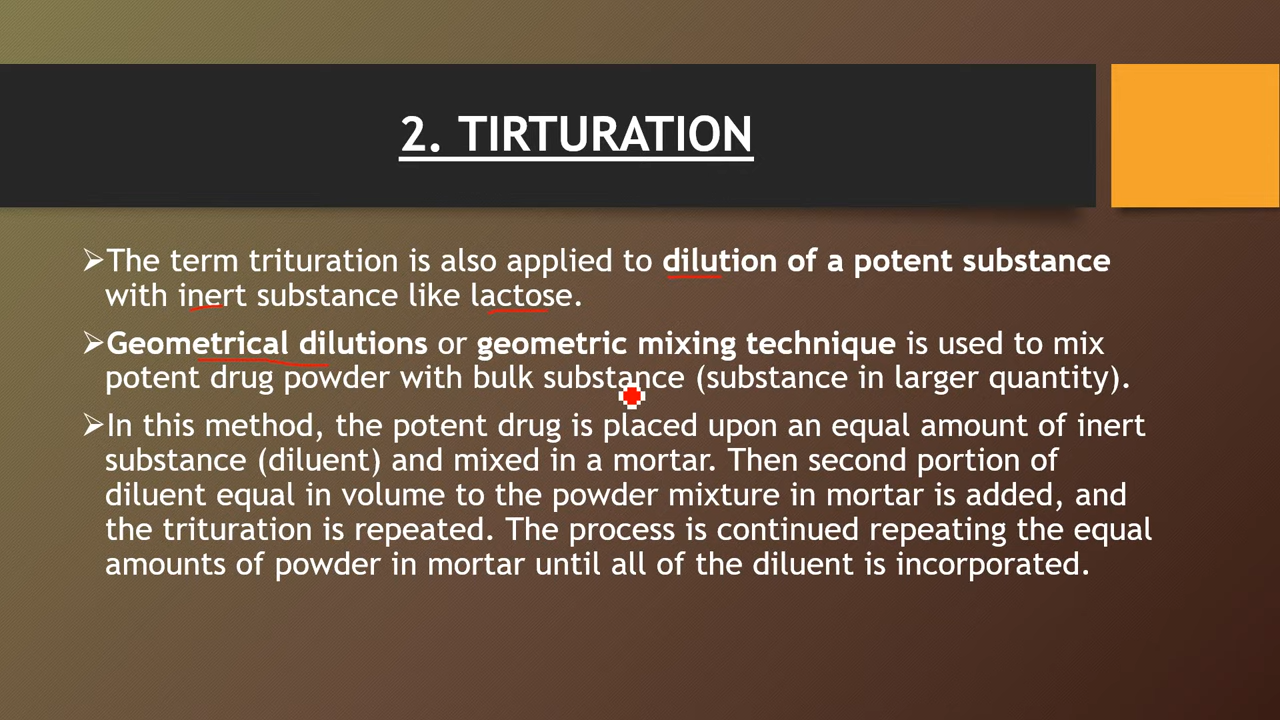 2. TIRTURATION
➢The term trituration is also applied to dilution of a potent substance
with inert substance like lactose.
➢Geometrical dilutions or geometric mixing technique is used to mix
potent drug powder with bulk substance (substance in larger quantity).
➢In this method, the potent drug is placed upon an equal amount of inert
substance (diluent) and mixed in a mortar. Then second portion of
diluent equal in volume to the powder mixture in mortar is added, and
the trituration is repeated. The process is continued repeating the equal
amounts of powder in mortar until all of the diluent is incorporated.